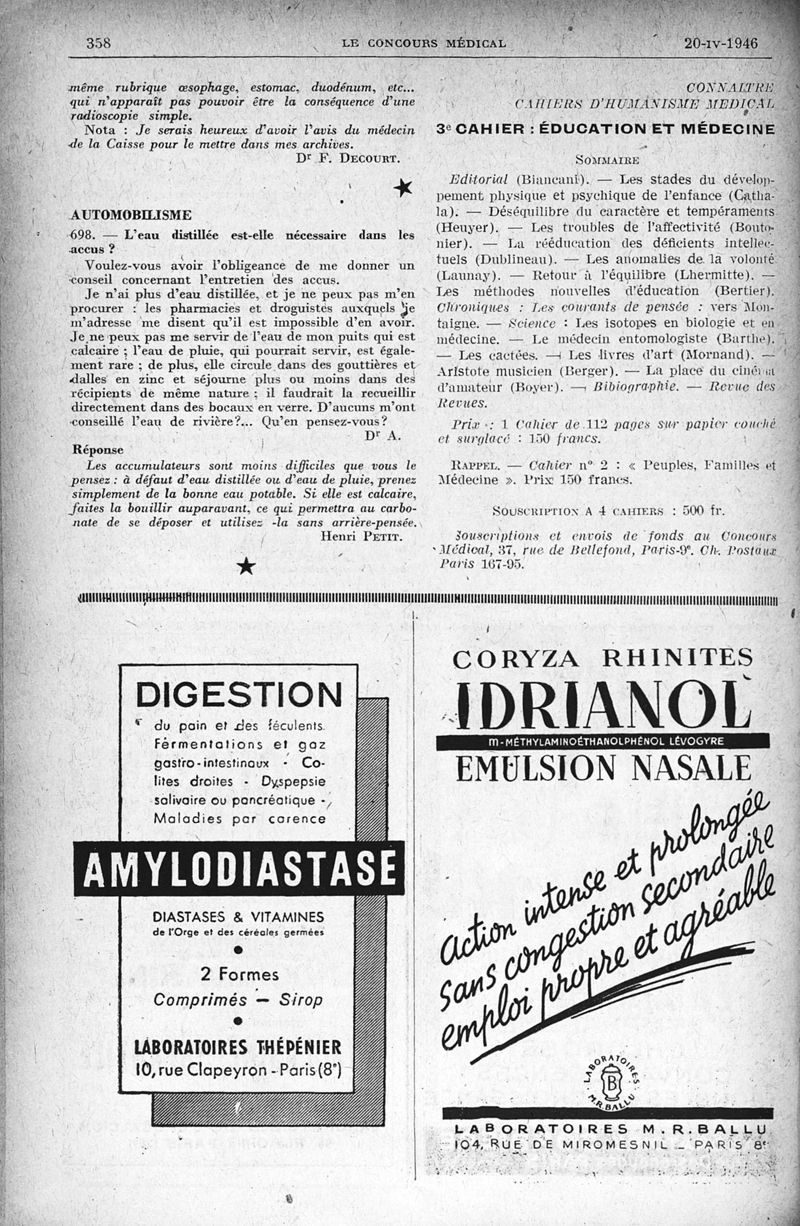 358
LE CONCOURS MÉDICAL
20-IV-1946
même rubrique œsophage, estomac, duodénum, etc...
qui n'apparaît pas pouvoir être la conséquence d'une
radioscopie simple.
Nota : Je serais heureux d'avoir l'avis du médecin
de la Caisse pour le mettre dans mes archives.
Dr F. DECOURT.
★
AUTOMOBILISME
698. — L'eau distillée est-elle nécessaire dans les
accus ?
Voulez-vous avoir l'obligeance de me donner un
conseil concernant l'entretien des accus.
Je n'ai plus d'eau distillée, et je ne peux pas m'en
procurer : les pharmacies et droguistes auxquels je
m'adresse me disent qu'il est impossible d'en avoir.
Je ne peux pas me servir de l'eau de mon puits qui est
calcaire ; l'eau de pluie, qui pourrait servir, est égale-
ment rare ; de plus, elle circule dans des gouttières et
dalles en zinc et séjourne plus ou moins dans des
récipients de même nature ; il faudrait la recueillir
directement dans des bocaux en verre. D'aucuns m'ont
conseillé l'eau de rivière?... Qu'en pensez-vous?
Dr A.
Réponse
Les accumulateurs sont moins difficiles que vous le
pensez : à défaut d'eau distillée ou d'eau de pluie, prenez
simplement de la bonne eau potable. Si elle est calcaire,
faites la bouillir auparavant, ce qui permettra au carbo-
nate de se déposer et utilisez -la sans arrière-pensée.
Henri PETIT.
★
CONNAITRE
CAHIERS D'HUMANISME MEDICAL
3e CAHIER : ÉDUCATION ET MÉDECINE
SOMMAIRE
Editorial (Biancani). — Les stades du dévelop-
pement physique et psychique de l'enfance (Catha-
la). — Déséquilibre du caractère et tempéraments
(Heuyer). — Les troubles de l'affectivité (Bouto-
nier). — La rééducation des déficients intellec-
tuels (Dublineau). — Les anomalies de la volonté
(Launay). — Retour à l'équilibre (Lhermitte). —
Les méthodes nouvelles d'éducation (Bertier).
Chroniques : Les courants de pensée : vers Mon-
taigne. — Science : Les isotopes en biologie et en
médecine. — Le médecin entomologiste (Barthe).
— Les cactées. — Les livres d'art (Mornand). —
Aristote musicien (Berger). — La place du cinéma
d'amateur (Boyer). — Bibiographie. — Revue des
Revues.
Prix : 1 Cahier de 112 pages sur papier couché
et surglacé : 150 francs.
RAPPEL. — Cahier n° 2 : « Peuples, Familles et
Médecine ». Prix 150 francs.
SOUSCRIPTION A 4 CAHIERS : 500 fr.
Souscriptions et envois de fonds au Concours
Médical, 37, rue de Bellefond, Paris-9e. Ch. Postaux
Paris 167-95.
DIGESTION
du pain et des féculents.
Fermentations et gaz
gastro-intestinaux - Co-
lites droites - Dyspepsie
salivaire ou pancréatique -
Maladies par carence
AMYLODIASTASE
DIASTASES & VITAMINES
de l'Orge et des céréales germées
•
2 Formes
Comprimés — Sirop
•
LABORATOIRES THÉPÉNIER
10, rue Clapeyron - Paris (8e)
CORYZA RHINITES
IDRIANOL
m-MÉTHYLAMINOÉTHANOLPHÉNOL LÉVOGYRE
EMULSION NASALE
Action intense et prolongée
sans congestion secondaire
emploi propre et agréable
LABORATOIRES
B
M.R. BALLU
LABORATOIRES M.R. BALLU
104, RUE DE MIROMESNIL _ PARIS 8e